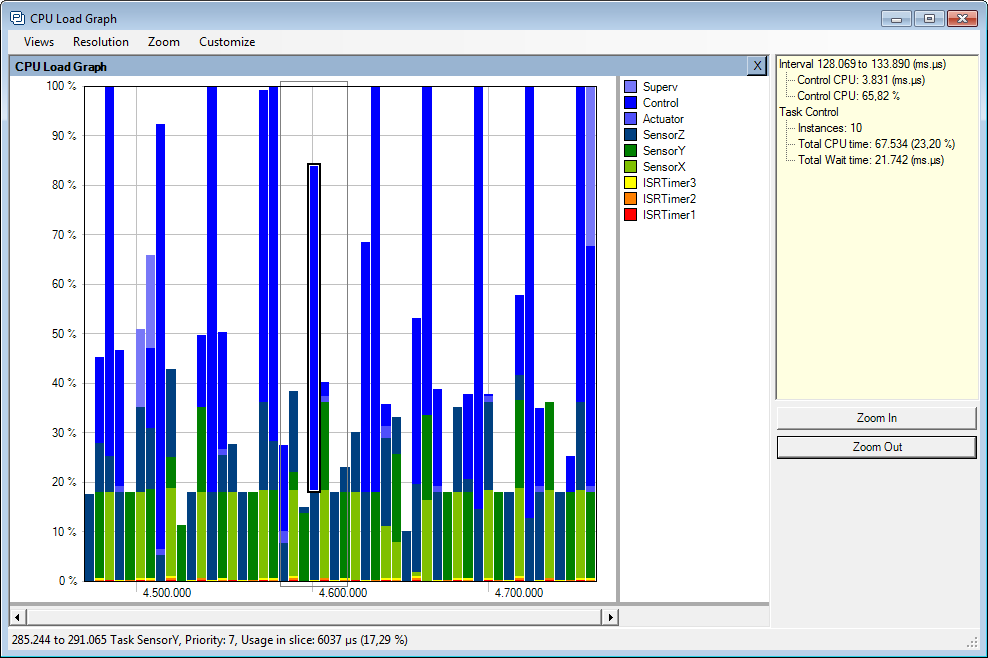 CPU Load Graph
Views Resolution Zoom Customize
CPU Load Graph X
100 %
90 %
80 %
70 %
60 %
50 %
40 %
30 %
20 %
10 %
0 %
4.500.000 4.600.000 4.700.000
Superv
Control
Actuator
SensorZ
SensorY
SensorX
ISRTimer3
ISRTimer2
ISRTimer1
Interval 128.069 to 133.890 (ms.µs)
Control CPU: 3.831 (ms.µs)
Control CPU: 65,82 %
Task Control
Instances: 10
Total CPU time: 67.534 (23,20 %)
Total Wait time: 21.742 (ms.µs)
Zoom In
Zoom Out
285.244 to 291.065 Task SensorY, Priority: 7, Usage in slice: 6037 µs (17,29 %)